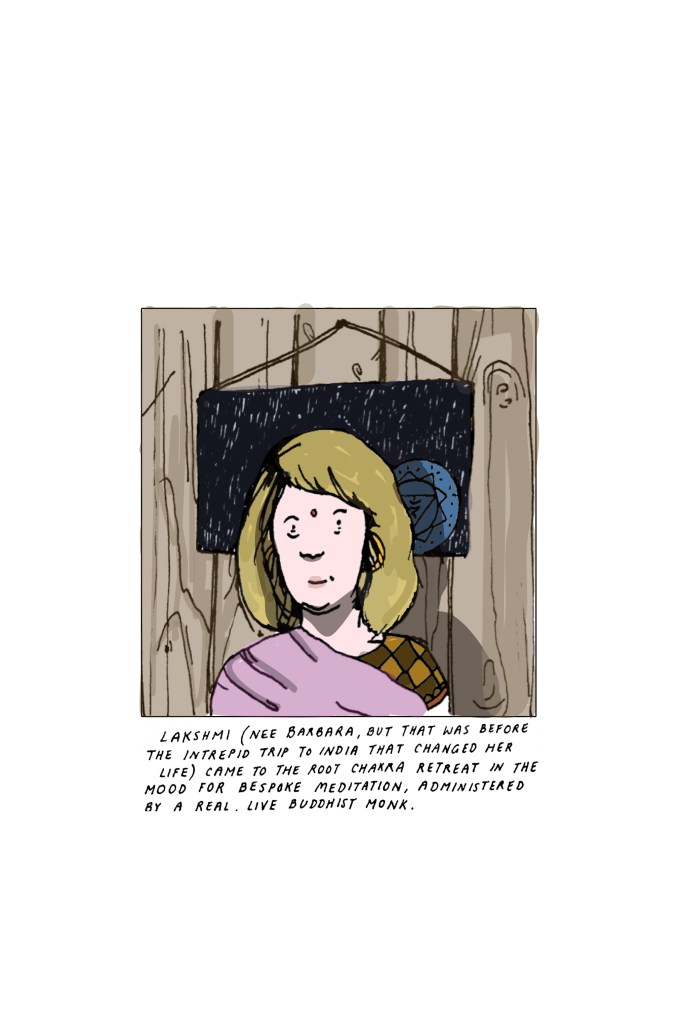 LAKSHMI (NEE BARBARA, BUT THAT WAS BEFORE
THE INTREPID TRIP TO INDIA THAT CHANGED HER
LIFE) CAME TO THE ROOT CHAKRA RETREAT IN THE
MOOD FOR BESPOKE MEDITATION, ADMINISTERED
BY A REAL. LIVE BUDDHIST MONK.